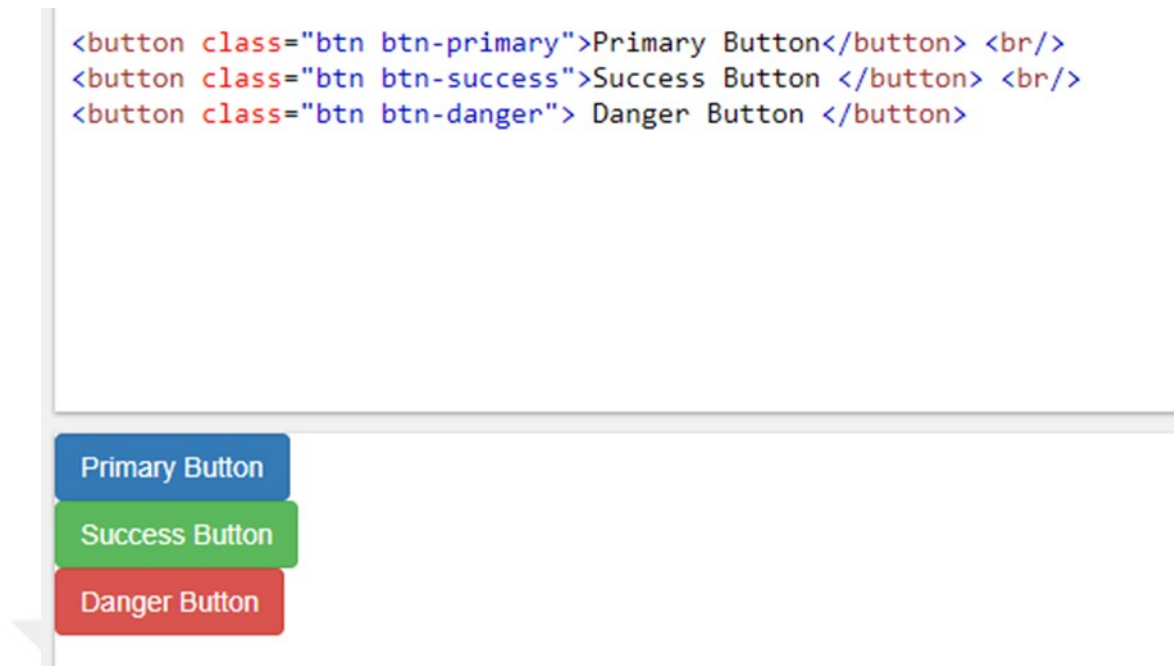 <button class="btn btn-primary">Primary Button</button> <br/>
<button class="btn btn-success">Success Button </button> <br/>
<button class="btn btn-danger"> Danger Button </button>
Primary Button
Success Button
Danger Button